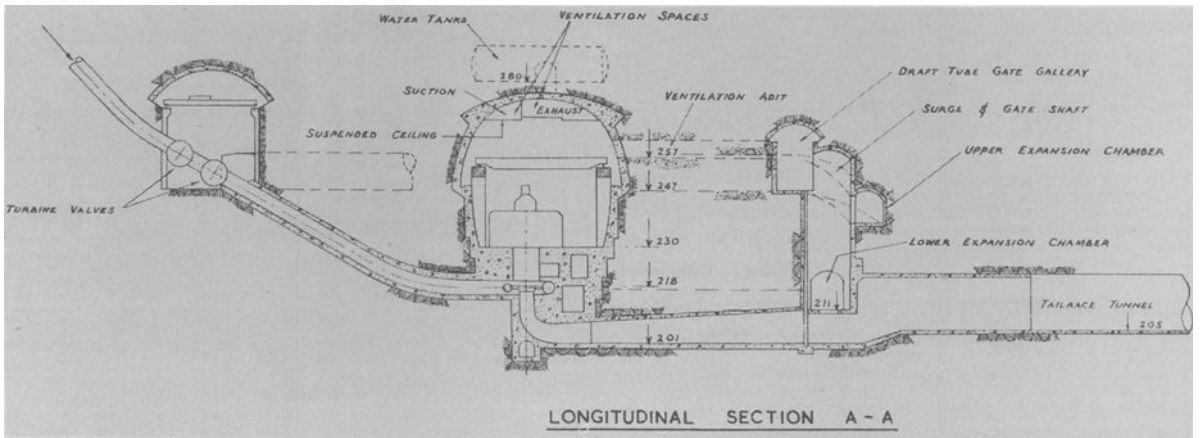 WATER TANKS
VENTILATION SPACES
280
SUCTION
EXHAUST
SUSPENDED CEILING
VENTILATION ADIT
257
247
230
218
201
TURBINE VALVES
DRAFT TUBE GATE GALLERY
SURGE & GATE SHAFT
UPPER EXPANSION CHAMBER
LOWER EXPANSION CHAMBER
211
TAILRACE TUNNEL
205
LONGITUDINAL SECTION A-A